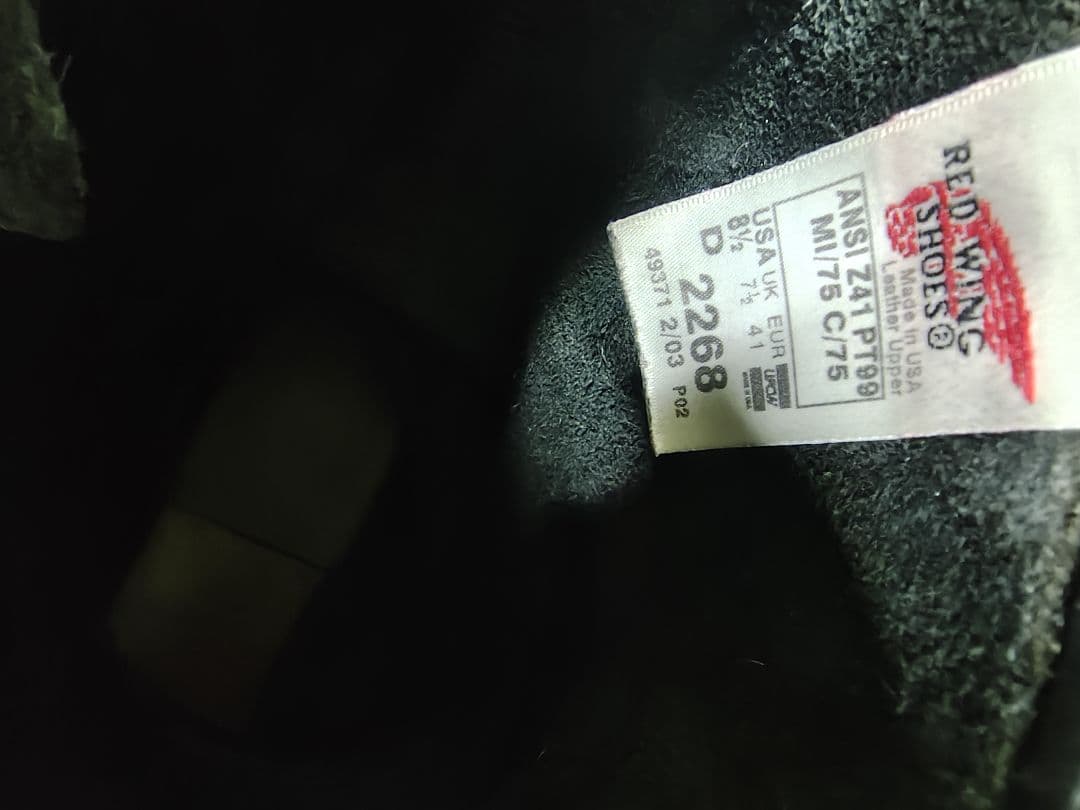 RED WING
SHOES®
Made in USA
Leather Upper
ANSI Z41 PT99
MI/75 C/75
USA UK EUR
8½ 7½ 41
D 2268
49371 2/03 P02